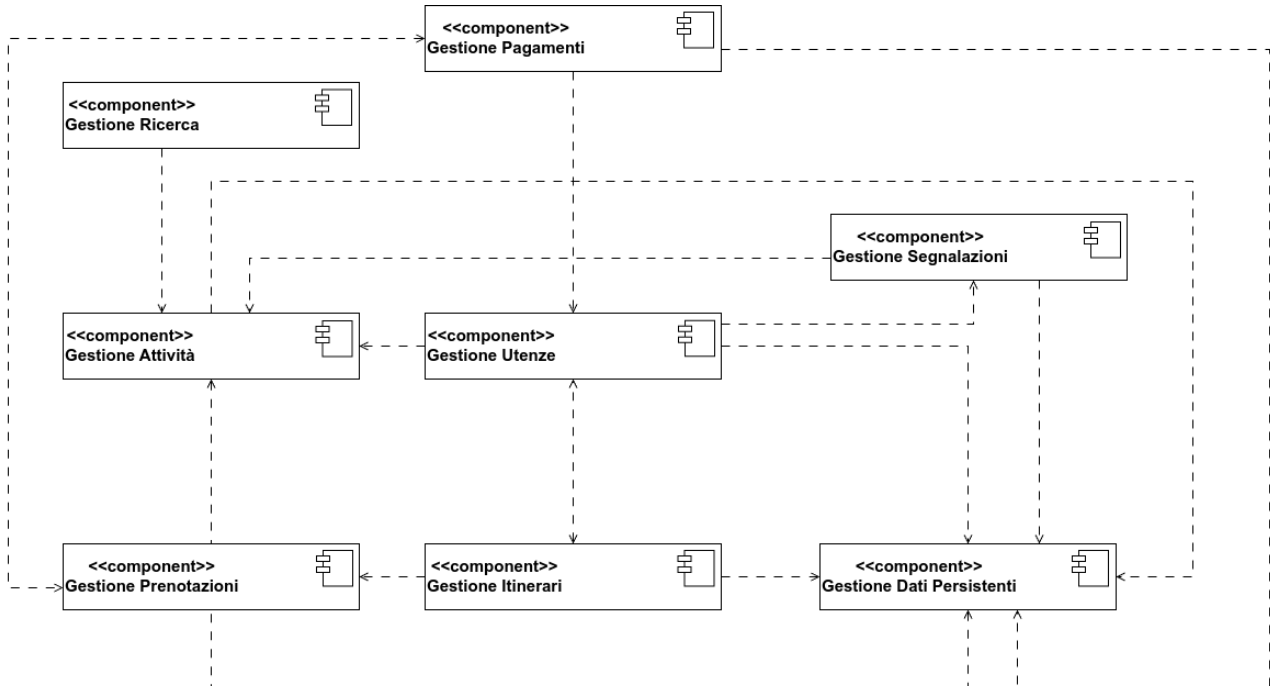 <<component>>
Gestione Pagamenti
<<component>>
Gestione Ricerca
<<component>>
Gestione Segnalazioni
<<component>>
Gestione Attività
<<component>>
Gestione Utenze
<<component>>
Gestione Prenotazioni
<<component>>
Gestione Itinerari
<<component>>
Gestione Dati Persistenti